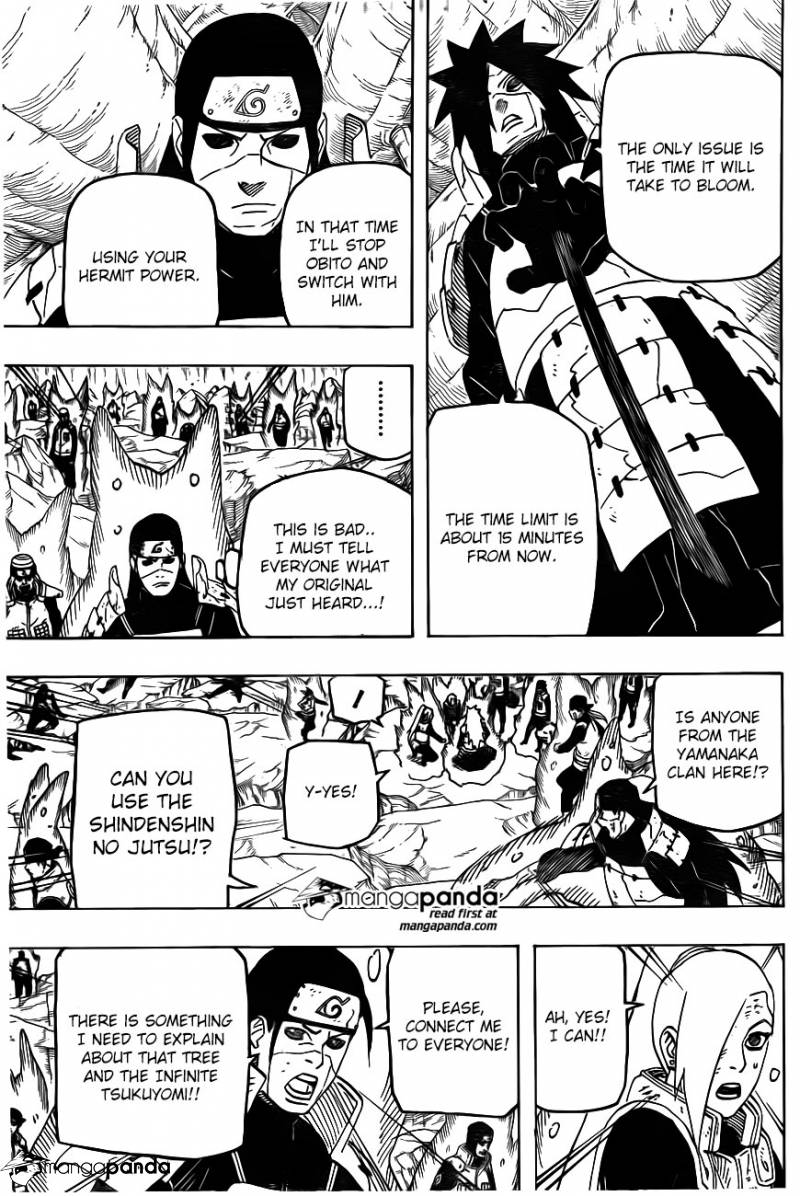 THE ONLY ISSUE IS
THE TIME IT WILL
TAKE TO BLOOM.
THE TIME LIMIT IS
ABOUT 15 MINUTES
FROM NOW.
IN THAT TIME
I'LL STOP
OBITO AND
SWITCH WITH
HIM.
USING YOUR
HERMIT POWER.
........
THIS IS BAD..
I MUST TELL
EVERYONE WHAT
MY ORIGINAL
JUST HEARD...!
IS ANYONE
FROM THE
YAMANAKA
CLAN HERE!?
Y-YES!
CAN YOU
USE THE
SHINDENSHIN
NO JUTSU!?
mangapanda
read first at
mangapanda.com
AH, YES!
I CAN!!
PLEASE,
CONNECT ME
TO EVERYONE!
THERE IS SOMETHING
I NEED TO EXPLAIN
ABOUT THAT TREE
AND THE INFINITE
TSUKUYOMI!!
mangapanda